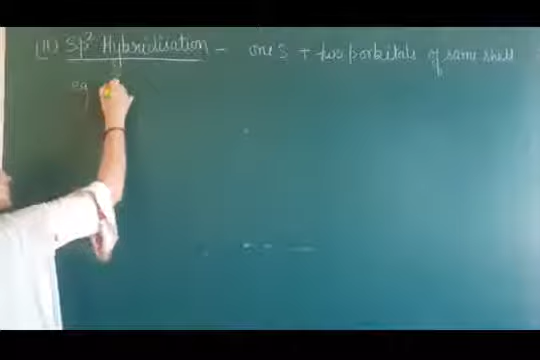 (ii) Sp² Hybridisation - one S + two p orbitals of same shell
eg